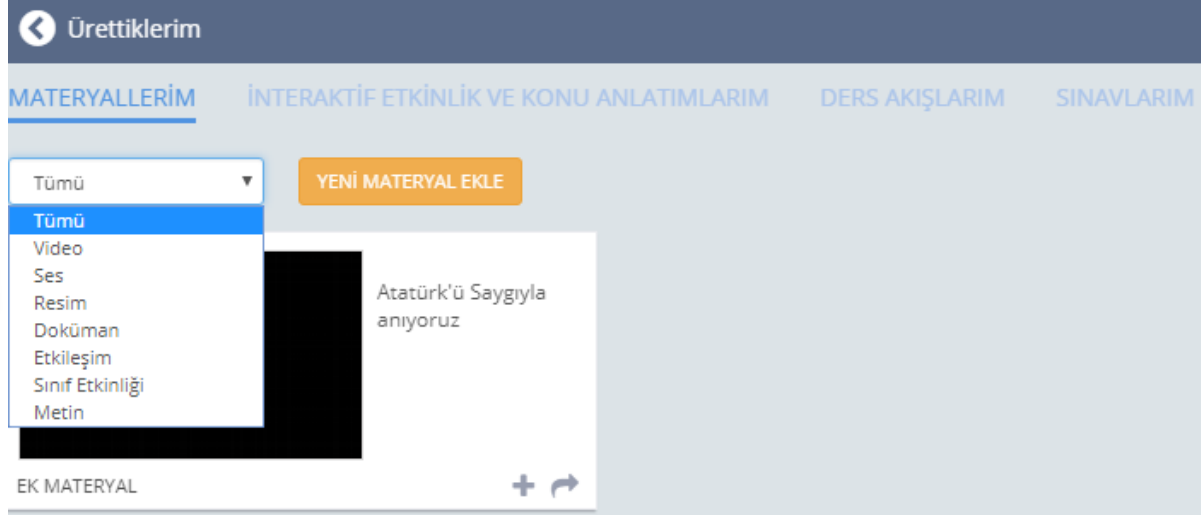 Ürettiklerim
MATERYALLERİM İNTERAKTİF ETKİNLİK VE KONU ANLATIMLARIM DERS AKIŞLARIM SINAVLARIM
Tümü YENİ MATERYAL EKLE
Tümü
Video
Ses
Resim
Doküman
Etkileşim
Sınıf Etkinliği
Metin
Atatürk'ü Saygıyla
anıyoruz
EK MATERYAL